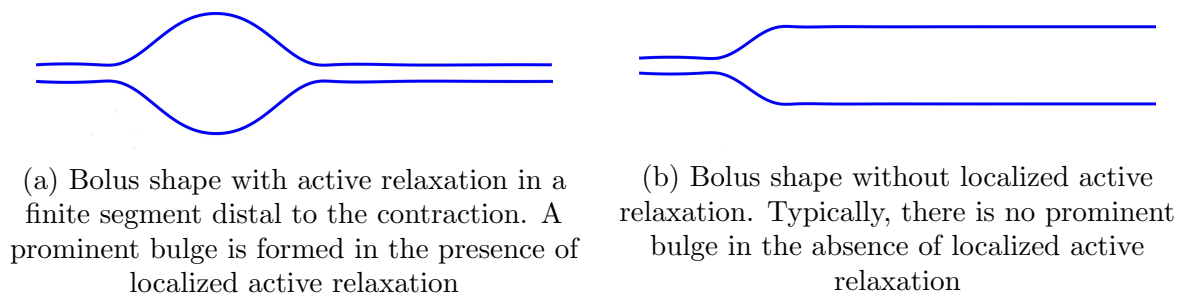 (a) Bolus shape with active relaxation in a
finite segment distal to the contraction. A
prominent bulge is formed in the presence of
localized active relaxation
(b) Bolus shape without localized active
relaxation. Typically, there is no prominent
bulge in the absence of localized active
relaxation